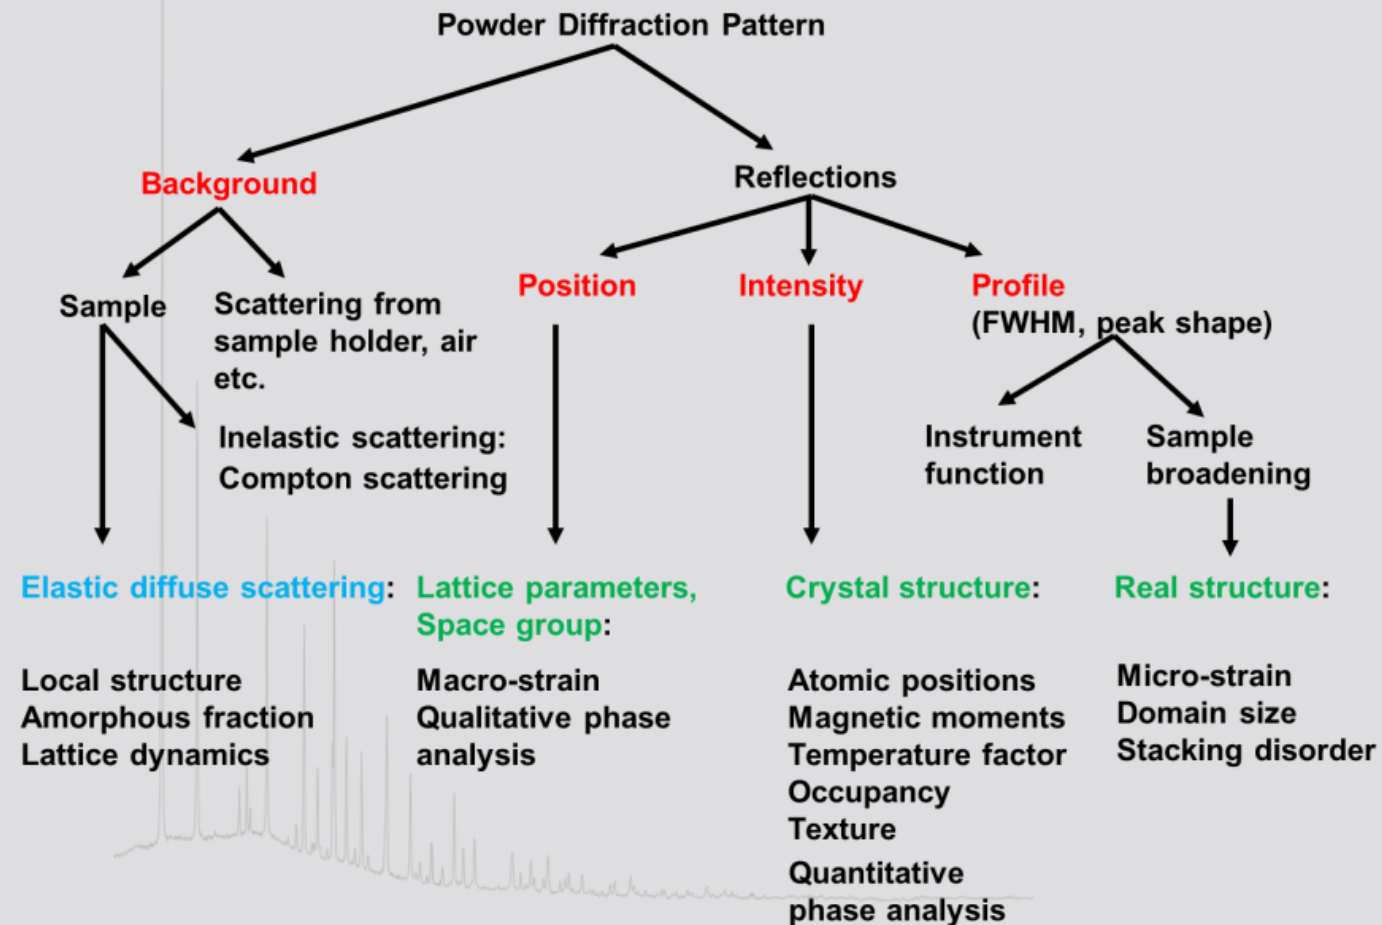 Powder Diffraction Pattern
Background
Reflections
Sample
Scattering from
sample holder, air
etc.
Inelastic scattering:
Compton scattering
Position
Intensity
Profile
(FWHM, peak shape)
Instrument
function
Sample
broadening
Elastic diffuse scattering:
Local structure
Amorphous fraction
Lattice dynamics
Lattice parameters,
Space group:
Macro-strain
Qualitative phase
analysis
Crystal structure:
Atomic positions
Magnetic moments
Temperature factor
Occupancy
Texture
Quantitative
phase analysis
Real structure:
Micro-strain
Domain size
Stacking disorder